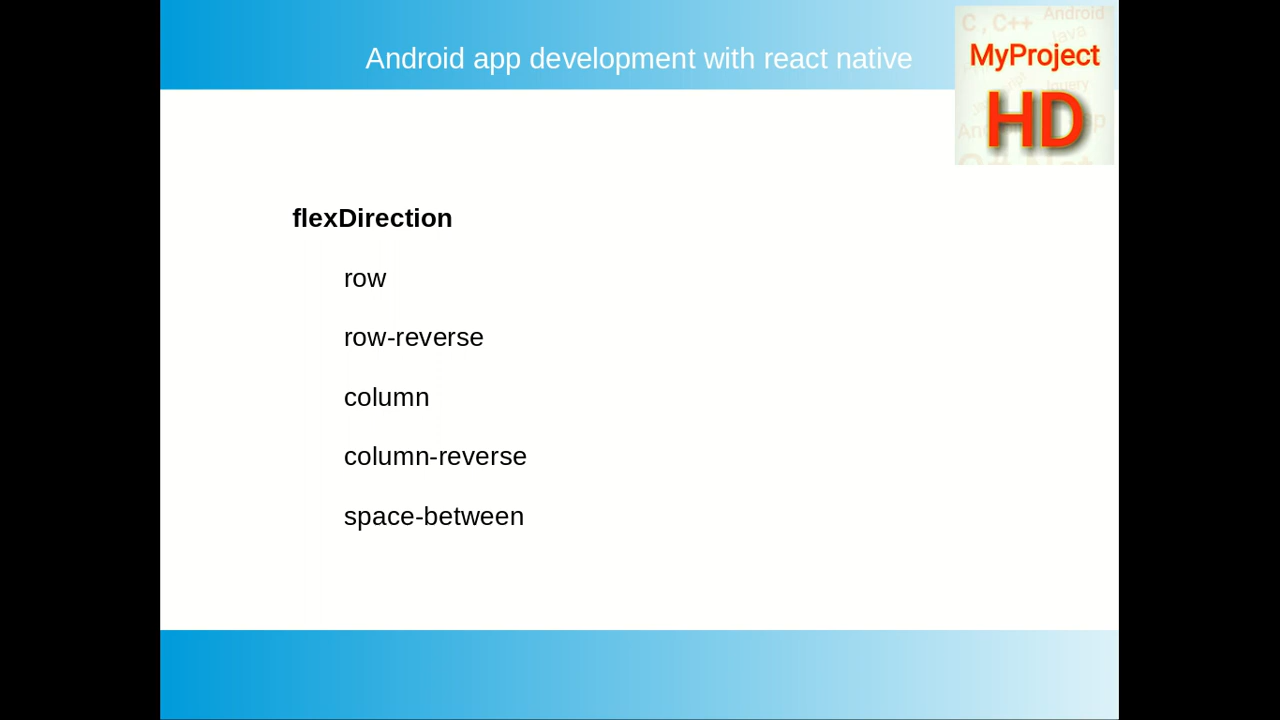 Android app development with react native
C, C++ Android
Java
MyProject
jquery
HD
flexDirection
row
row-reverse
column
column-reverse
space-between